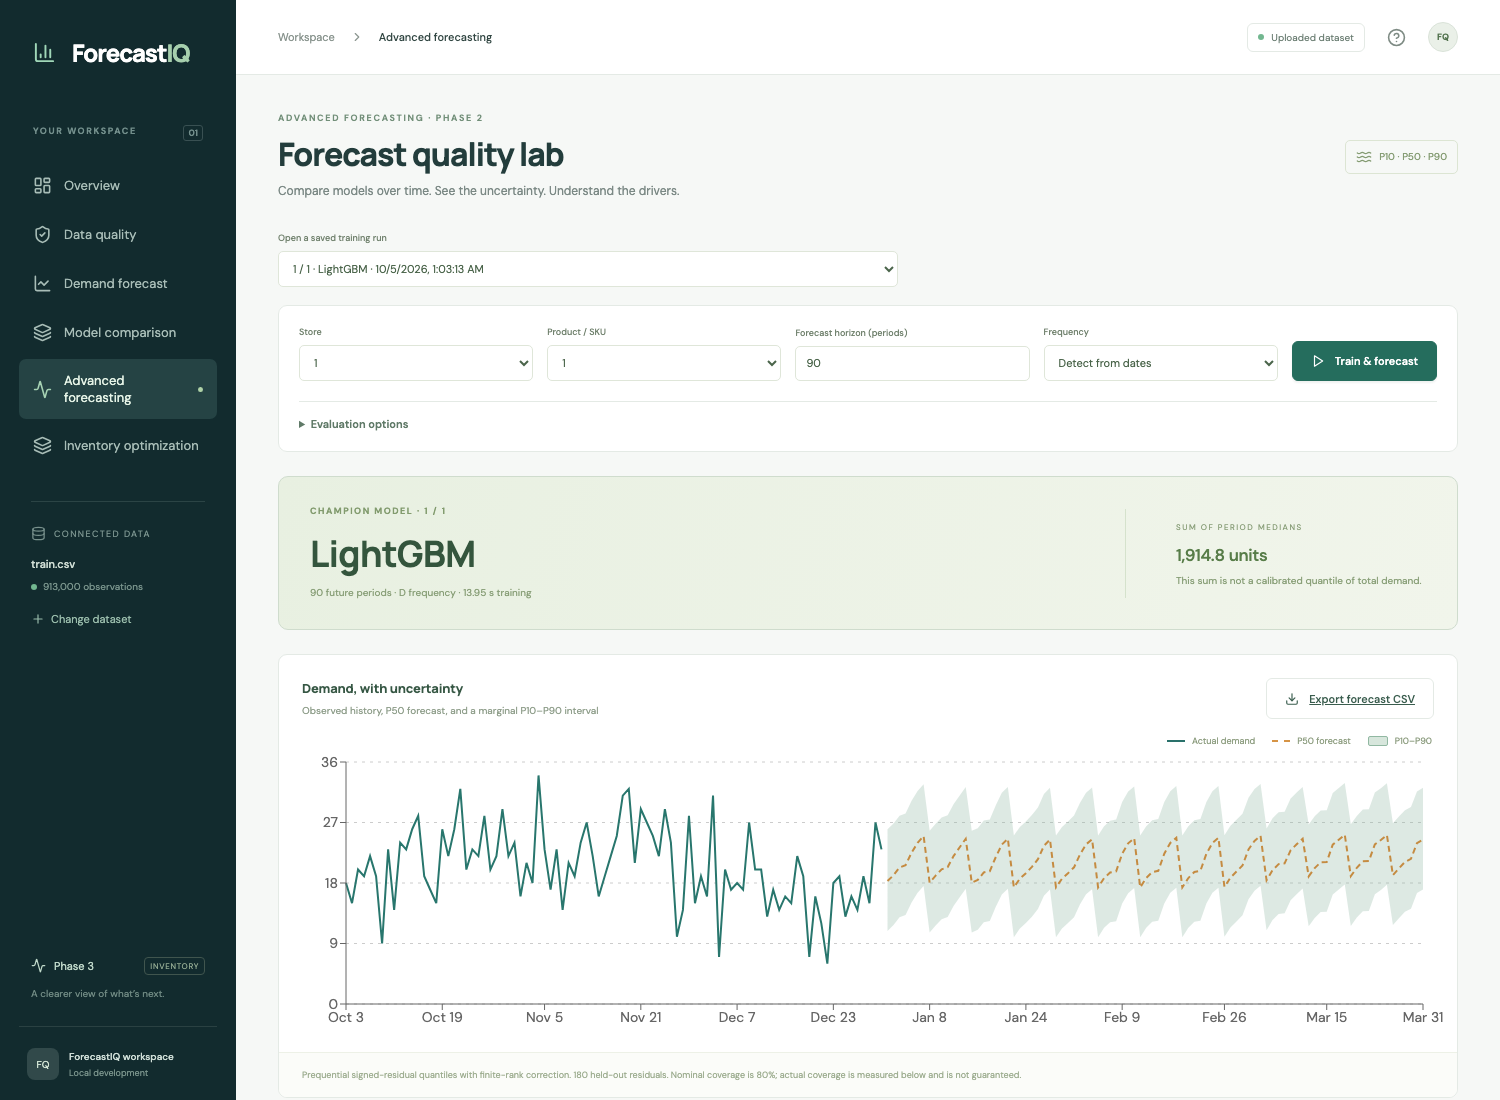 ForecastIQ
YOUR WORKSPACE
01
Overview
Data quality
Demand forecast
Model comparison
Advanced
forecasting
Inventory optimization
CONNECTED DATA
train.csv
913,000 observations
Change dataset
Phase 3
INVENTORY
A clearer view of what's next.
FQ
ForecastIQ workspace
Local development
Workspace
Advanced forecasting
Uploaded dataset
FQ
ADVANCED FORECASTING · PHASE 2
Forecast quality lab
P10 · P50 · P90
Compare models over time. See the uncertainty. Understand the drivers.
Open a saved training run
1 / 1 · LightGBM · 10/5/2026, 1:03:13 AM
Store
Product / SKU
Forecast horizon (periods)
Frequency
1
1
90
Detect from dates
Train & forecast
Evaluation options
CHAMPION MODEL · 1 / 1
LightGBM
90 future periods · D frequency · 13.95 s training
SUM OF PERIOD MEDIANS
1,914.8 units
This sum is not a calibrated quantile of total demand.
Demand, with uncertainty
Observed history, P50 forecast, and a marginal P10–P90 interval
Export forecast CSV
Actual demand
P50 forecast
P10–P90
36
27
18
9
0
Oct 3
Oct 19
Nov 5
Nov 21
Dec 7
Dec 23
Jan 8
Jan 24
Feb 9
Feb 26
Mar 15
Mar 31
Prequential signed-residual quantiles with finite-rank correction. 180 held-out residuals. Nominal coverage is 80%; actual coverage is measured below and is not guaranteed.